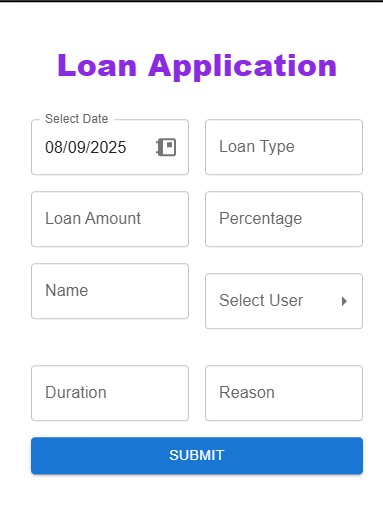 Loan Application
Select Date
08/09/2025
Loan Type
Loan Amount
Percentage
Name
Select User
Duration
Reason
SUBMIT